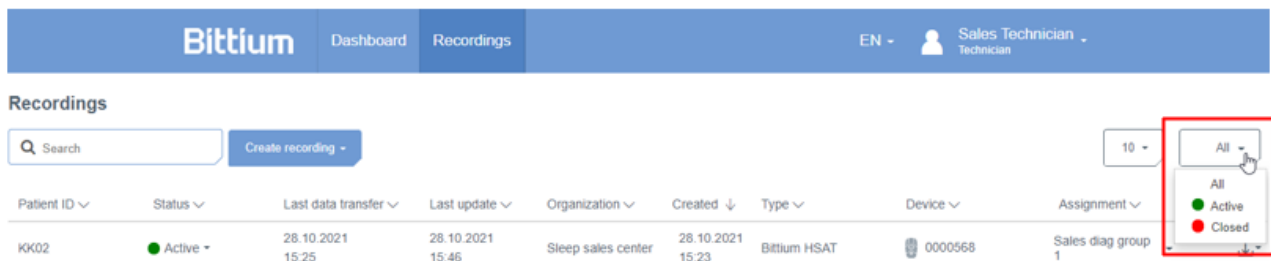 Bittium Dashboard Recordings EN Sales Technician
Technician
Recordings
Search Create recording 10 All
All
Active
Closed
Patient ID Status Last data transfer Last update Organization Created Type Device Assignment
KK02 Active 28.10.2021 15:25 28.10.2021 15:46 Sleep sales center 28.10.2021 15:23 Bittium HSAT 0000568 Sales diag group 1